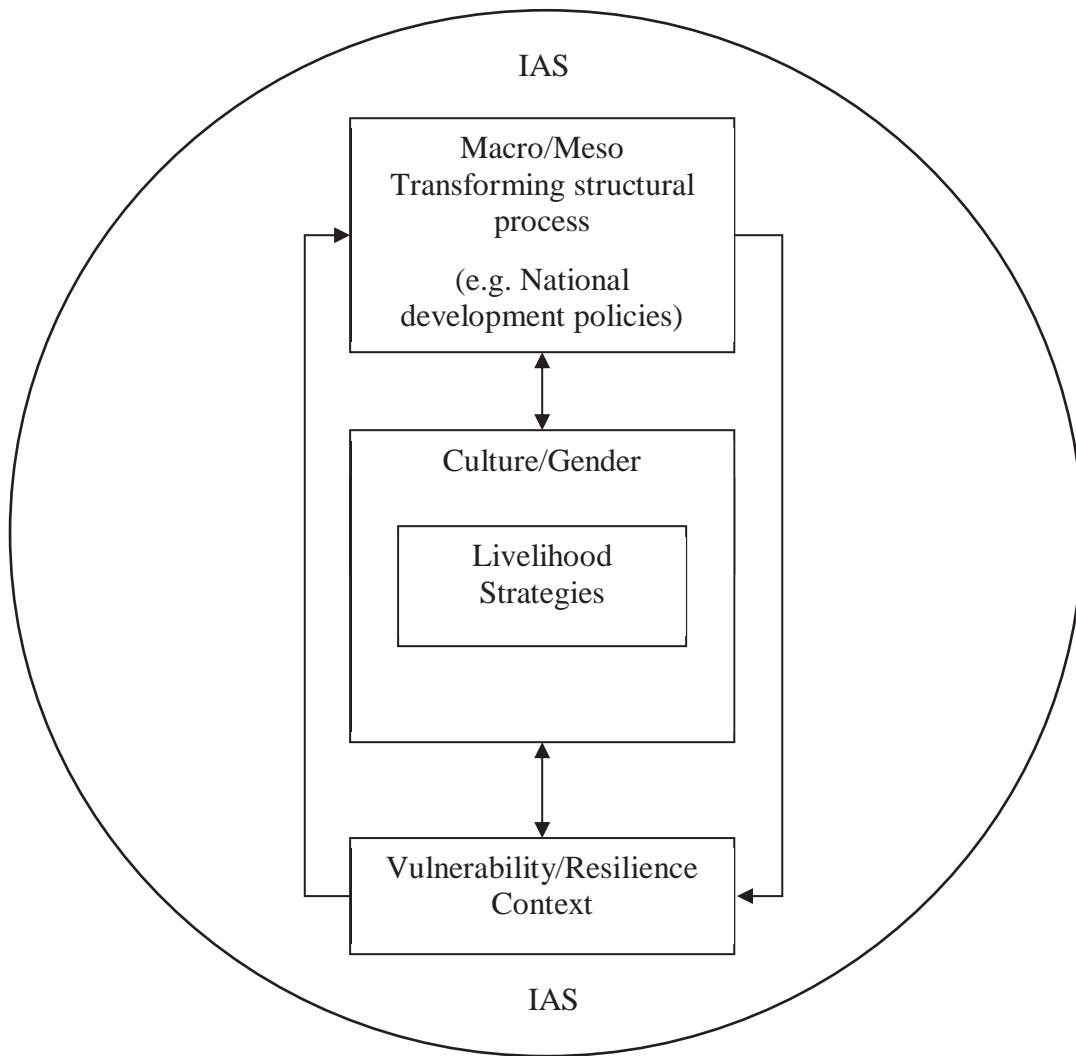 IAS
Macro/Meso
Transforming structural
process
(e.g. National
development policies)
Culture/Gender
Livelihood
Strategies
Vulnerability/Resilience
Context
IAS